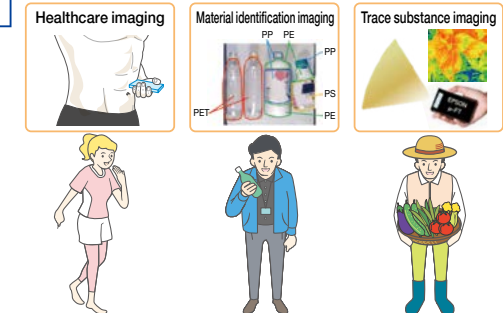 Healthcare imaging
Material identification imaging
Trace substance imaging
PP PE
PP
PET
PS
PE
EPSON